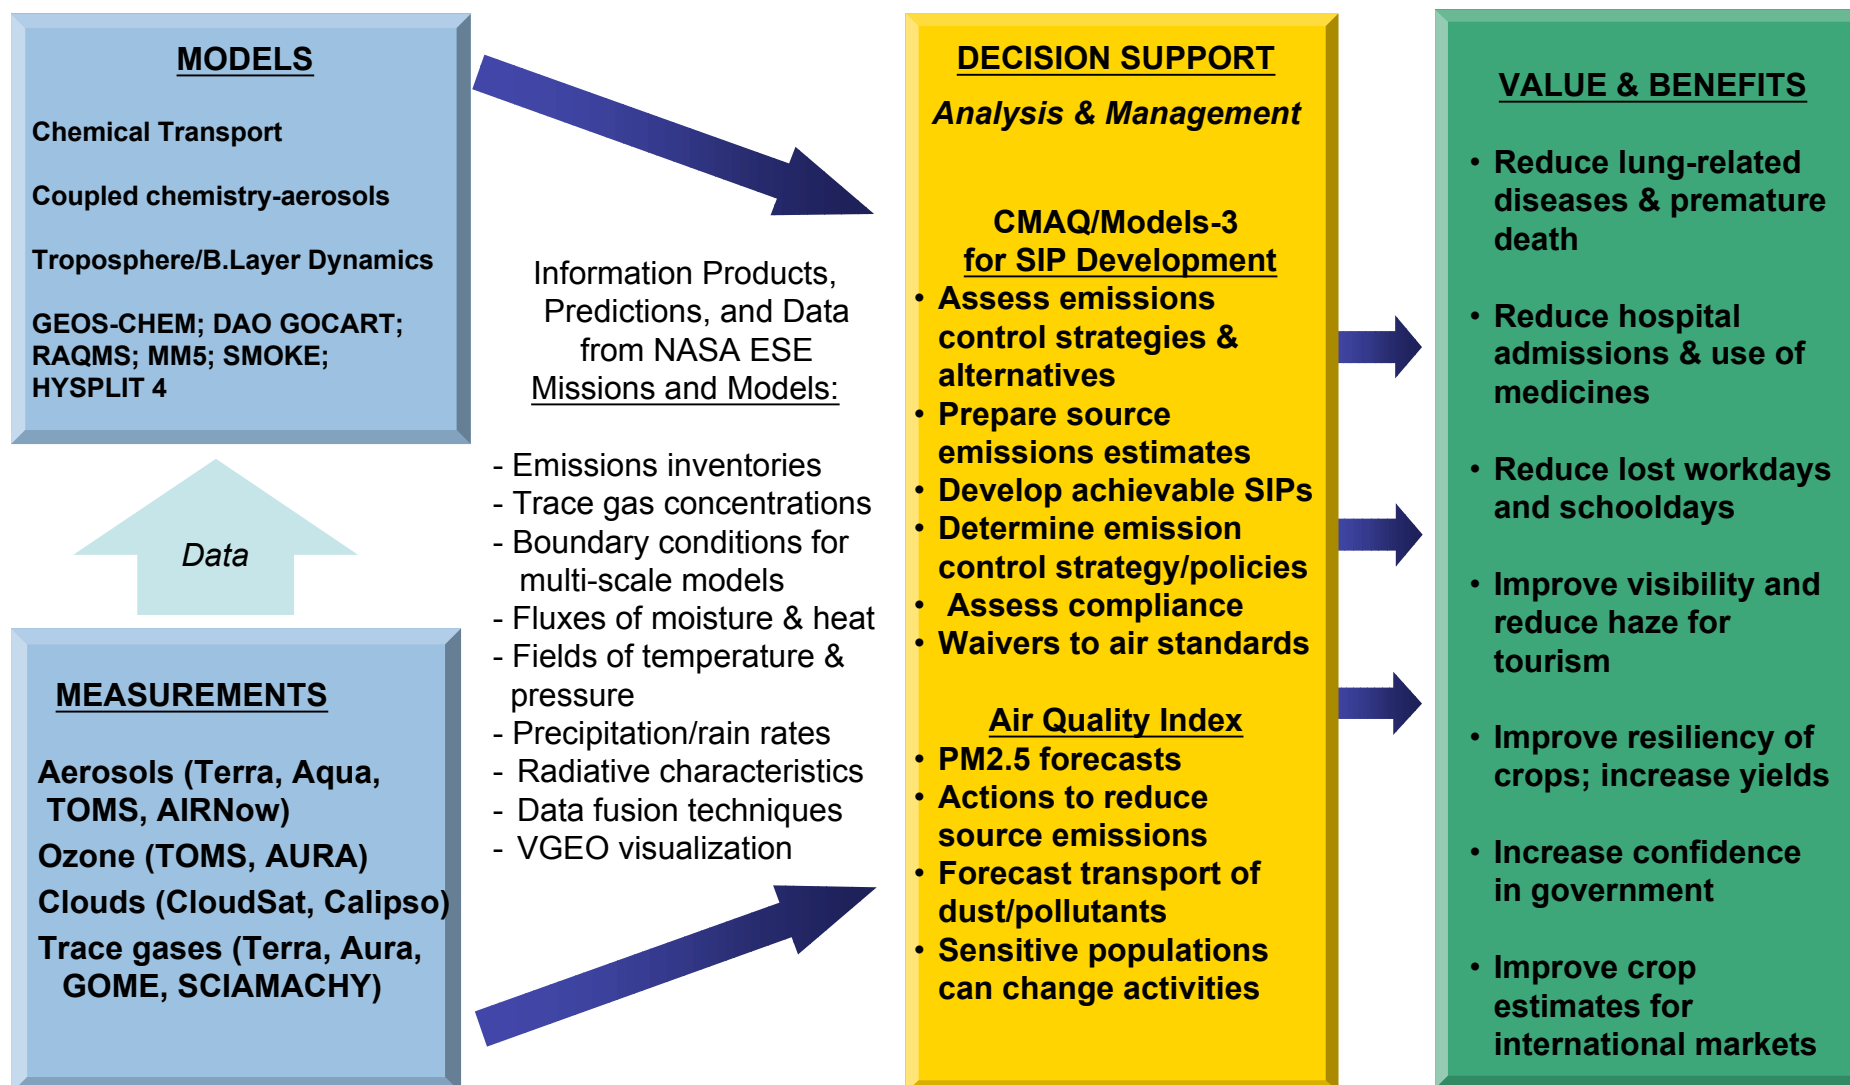 MODELS
Chemical Transport
Coupled chemistry-aerosols
Troposphere/B.Layer Dynamics
GEOS-CHEM; DAO GOCART;
RAQMS; MM5; SMOKE;
HYSPLIT 4
Data
MEASUREMENTS
Aerosols (Terra, Aqua,
TOMS, AIRNow)
Ozone (TOMS, AURA)
Clouds (CloudSat, Calipso)
Trace gases (Terra, Aura,
GOME, SCIAMACHY)
Information Products,
Predictions, and Data
from NASA ESE
Missions and Models:
- Emissions inventories
- Trace gas concentrations
- Boundary conditions for
multi-scale models
- Fluxes of moisture & heat
- Fields of temperature &
pressure
- Precipitation/rain rates
- Radiative characteristics
- Data fusion techniques
- VGEO visualization
DECISION SUPPORT
Analysis & Management
CMAQ/Models-3
for SIP Development
• Assess emissions
control strategies &
alternatives
• Prepare source
emissions estimates
• Develop achievable SIPs
• Determine emission
control strategy/policies
• Assess compliance
• Waivers to air standards
Air Quality Index
• PM2.5 forecasts
• Actions to reduce
source emissions
• Forecast transport of
dust/pollutants
• Sensitive populations
can change activities
VALUE & BENEFITS
• Reduce lung-related
diseases & premature
death
• Reduce hospital
admissions & use of
medicines
• Reduce lost workdays
and schooldays
• Improve visibility and
reduce haze for
tourism
• Improve resiliency of
crops; increase yields
• Increase confidence
in government
• Improve crop
estimates for
international markets